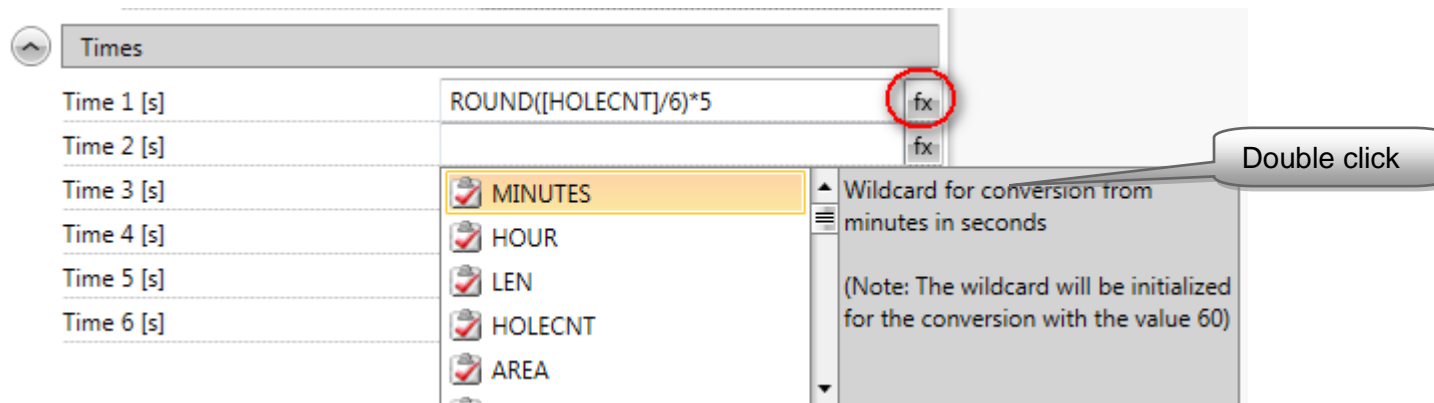 Times
Time 1 [s] ROUND([HOLECNT]/6)*5 fx
Time 2 [s] fx
Double click
Time 3 [s]
Time 4 [s]
Time 5 [s]
Time 6 [s]
MINUTES
HOUR
LEN
HOLECNT
AREA
Wildcard for conversion from
minutes in seconds
(Note: The wildcard will be initialized
for the conversion with the value 60)